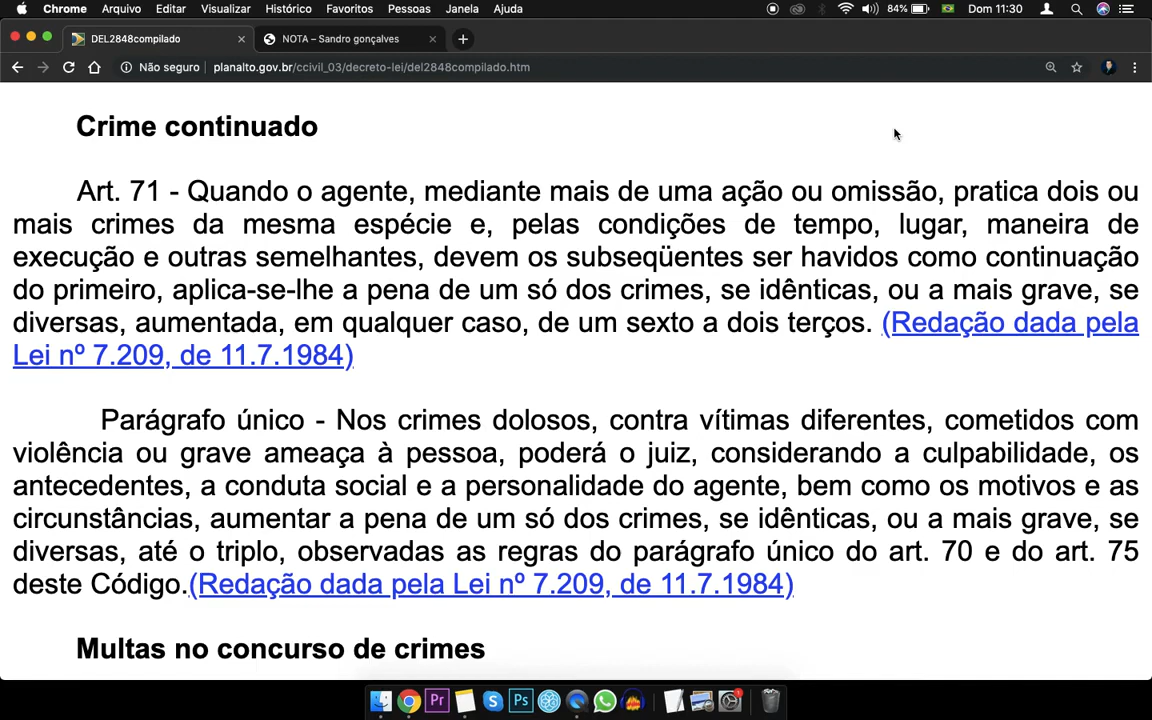 Chrome Arquivo Editar Visualizar Histórico Favoritos Pessoas Janela Ajuda 84% Dom 11:30
DEL2848compilado NOTA – Sandro gonçalves
Não seguro planalto.gov.br/ccivil_03/decreto-lei/del2848compilado.htm
Crime continuado
Art. 71 - Quando o agente, mediante mais de uma ação ou omissão, pratica dois ou
mais crimes da mesma espécie e, pelas condições de tempo, lugar, maneira de
execução e outras semelhantes, devem os subseqüentes ser havidos como continuação
do primeiro, aplica-se-lhe a pena de um só dos crimes, se idênticas, ou a mais grave, se
diversas, aumentada, em qualquer caso, de um sexto a dois terços. (Redação dada pela
Lei nº 7.209, de 11.7.1984)
Parágrafo único - Nos crimes dolosos, contra vítimas diferentes, cometidos com
violência ou grave ameaça à pessoa, poderá o juiz, considerando a culpabilidade, os
antecedentes, a conduta social e a personalidade do agente, bem como os motivos e as
circunstâncias, aumentar a pena de um só dos crimes, se idênticas, ou a mais grave, se
diversas, até o triplo, observadas as regras do parágrafo único do art. 70 e do art. 75
deste Código.(Redação dada pela Lei nº 7.209, de 11.7.1984)
Multas no concurso de crimes
Pr Ps